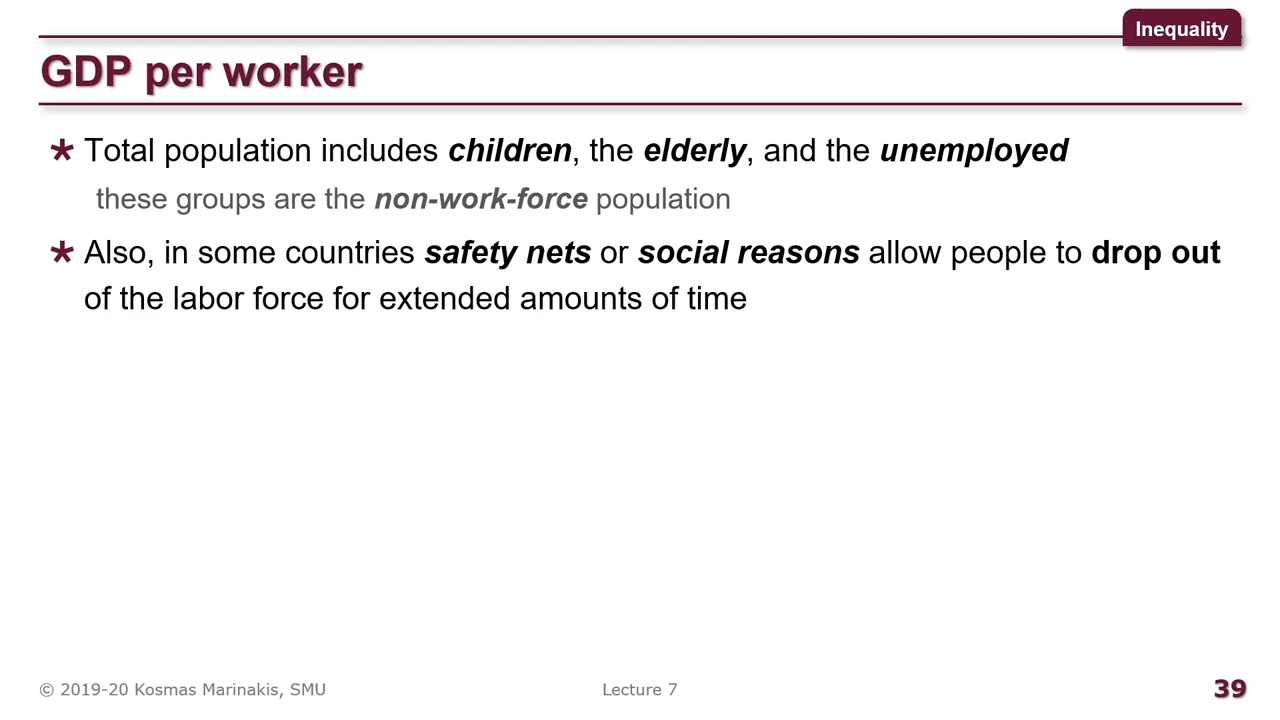 Inequality
GDP per worker
* Total population includes children, the elderly, and the unemployed
these groups are the non-work-force population
* Also, in some countries safety nets or social reasons allow people to drop out
of the labor force for extended amounts of time
© 2019-20 Kosmas Marinakis, SMU
Lecture 7
39